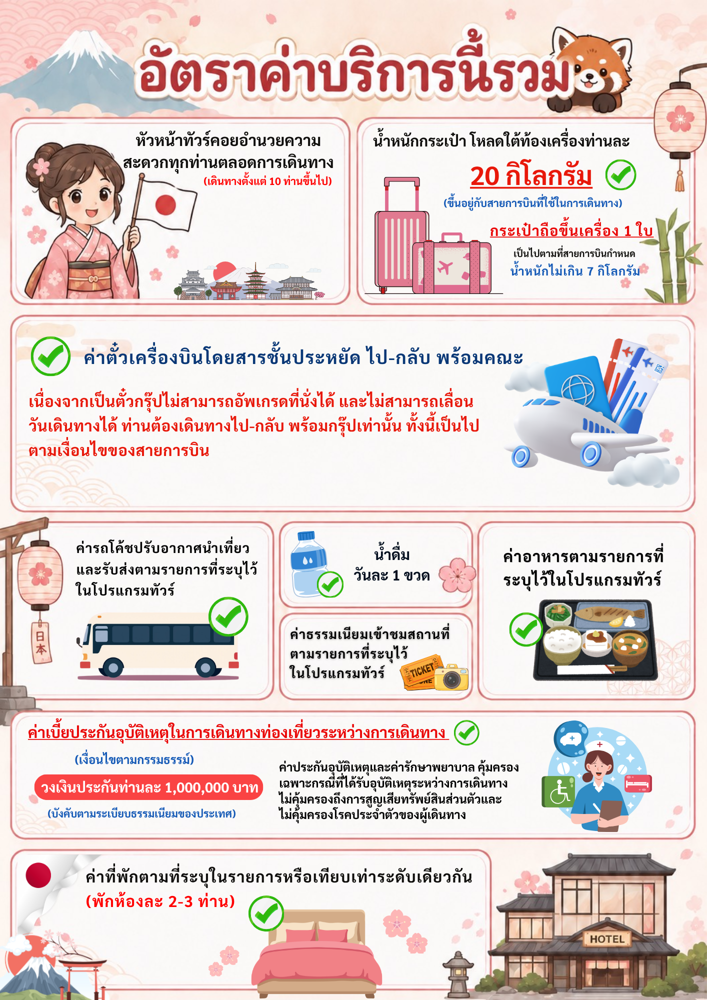 อัตราค่าบริการนี้รวม
หัวหน้าทัวร์คอยอำนวยความ
สะดวกทุกท่านตลอดการเดินทาง
(เดินทางตั้งแต่ 10 ท่านขึ้นไป)
น้ำหนักกระเป๋า โหลดใต้ท้องเครื่องท่านละ
20 กิโลกรัม
(ขึ้นอยู่กับสายการบินที่ใช้ในการเดินทาง)
กระเป๋าถือขึ้นเครื่อง 1 ใบ
เป็นไปตามที่สายการบินกำหนด
น้ำหนักไม่เกิน 7 กิโลกรัม
ค่าตั๋วเครื่องบินโดยสารชั้นประหยัด ไป-กลับ พร้อมคณะ
เนื่องจากเป็นตั๋วกรุ๊ปไม่สามารถอัพเกรดที่นั่งได้ และไม่สามารถเลื่อน
วันเดินทางได้ ท่านต้องเดินทางไป-กลับ พร้อมกรุ๊ปเท่านั้น ทั้งนี้เป็นไป
ตามเงื่อนไขของสายการบิน
ค่ารถโค้ชปรับอากาศนำเที่ยว
และรับส่งตามรายการที่ระบุไว้
ในโปรแกรมทัวร์
日本
น้ำดื่ม
วันละ 1 ขวด
ค่าธรรมเนียมเข้าชมสถานที่
ตามรายการที่ระบุไว้
ในโปรแกรมทัวร์
TICKET
047594
ค่าอาหารตามรายการที่
ระบุไว้ในโปรแกรมทัวร์
ค่าเบี้ยประกันอุบัติเหตุในการเดินทางท่องเที่ยวระหว่างการเดินทาง
(เงื่อนไขตามกรรมธรรม์)
วงเงินประกันท่านละ 1,000,000 บาท
(บังคับตามระเบียบธรรมเนียมของประเทศ)
ค่าประกันอุบัติเหตุและค่ารักษาพยาบาล คุ้มครอง
เฉพาะกรณีที่ได้รับอุบัติเหตุระหว่างการเดินทาง
ไม่คุ้มครองถึงการสูญเสียทรัพย์สินส่วนตัวและ
ไม่คุ้มครองโรคประจำตัวของผู้เดินทาง
ค่าที่พักตามที่ระบุในรายการหรือเทียบเท่าระดับเดียวกัน
(พักห้องละ 2-3 ท่าน)
HOTEL